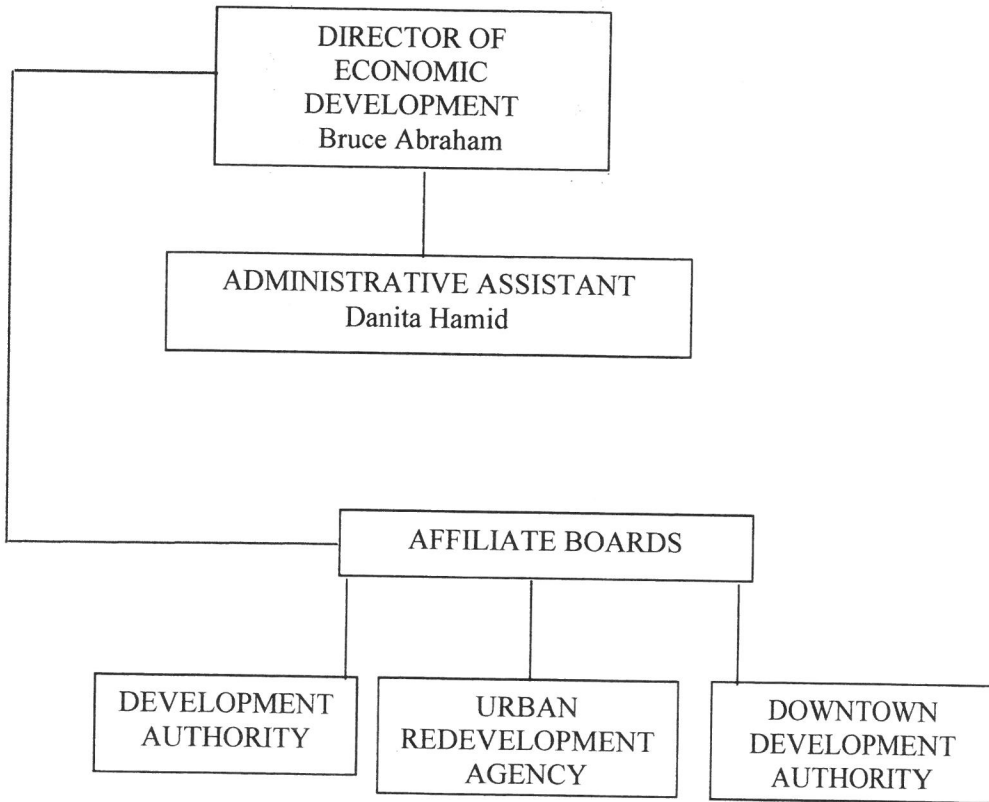 DIRECTOR OF
ECONOMIC
DEVELOPMENT
Bruce Abraham
ADMINISTRATIVE ASSISTANT
Danita Hamid
AFFILIATE BOARDS
DEVELOPMENT
AUTHORITY
URBAN
REDEVELOPMENT
AGENCY
DOWNTOWN
DEVELOPMENT
AUTHORITY